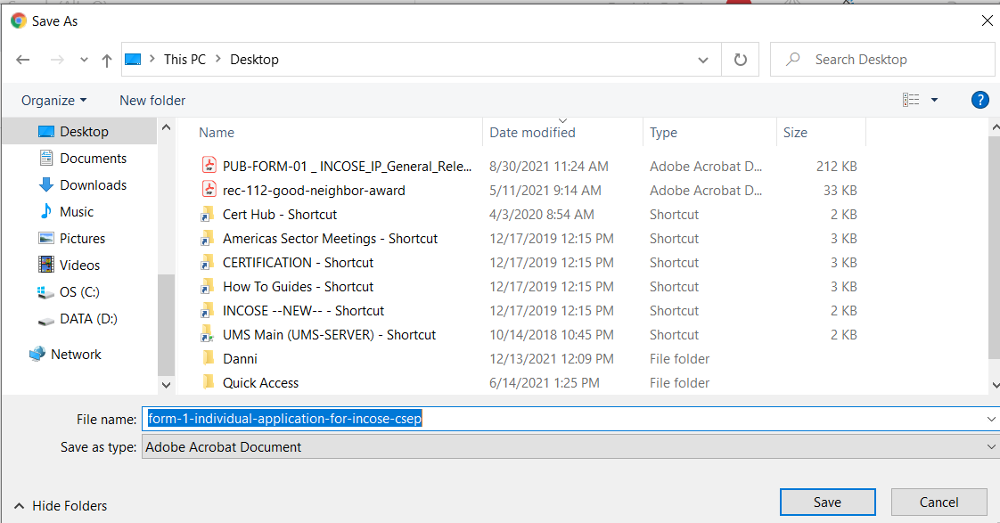 Save As
This PC > Desktop
Search Desktop
Organize
New folder
?
Name Date modified Type Size
Desktop
Documents
Downloads
Music
Pictures
Videos
OS (C:)
DATA (D:)
Network
PUB-FORM-01 _ INCOSE_IP_General_Rele... 8/30/2021 11:24 AM Adobe Acrobat D... 212 KB
rec-112-good-neighbor-award 5/11/2021 9:14 AM Adobe Acrobat D... 33 KB
Cert Hub - Shortcut 4/3/2020 8:54 AM Shortcut 2 KB
Americas Sector Meetings - Shortcut 12/17/2019 12:15 PM Shortcut 3 KB
CERTIFICATION - Shortcut 12/17/2019 12:15 PM Shortcut 3 KB
How To Guides - Shortcut 12/17/2019 12:15 PM Shortcut 3 KB
INCOSE --NEW-- - Shortcut 12/17/2019 12:15 PM Shortcut 2 KB
UMS Main (UMS-SERVER) - Shortcut 10/14/2018 10:45 PM Shortcut 2 KB
Danni 12/13/2021 12:09 PM File folder
Quick Access 6/14/2021 1:25 PM File folder
File name: form-1-individual-application-for-incose-csep
Save as type: Adobe Acrobat Document
Hide Folders
Save
Cancel